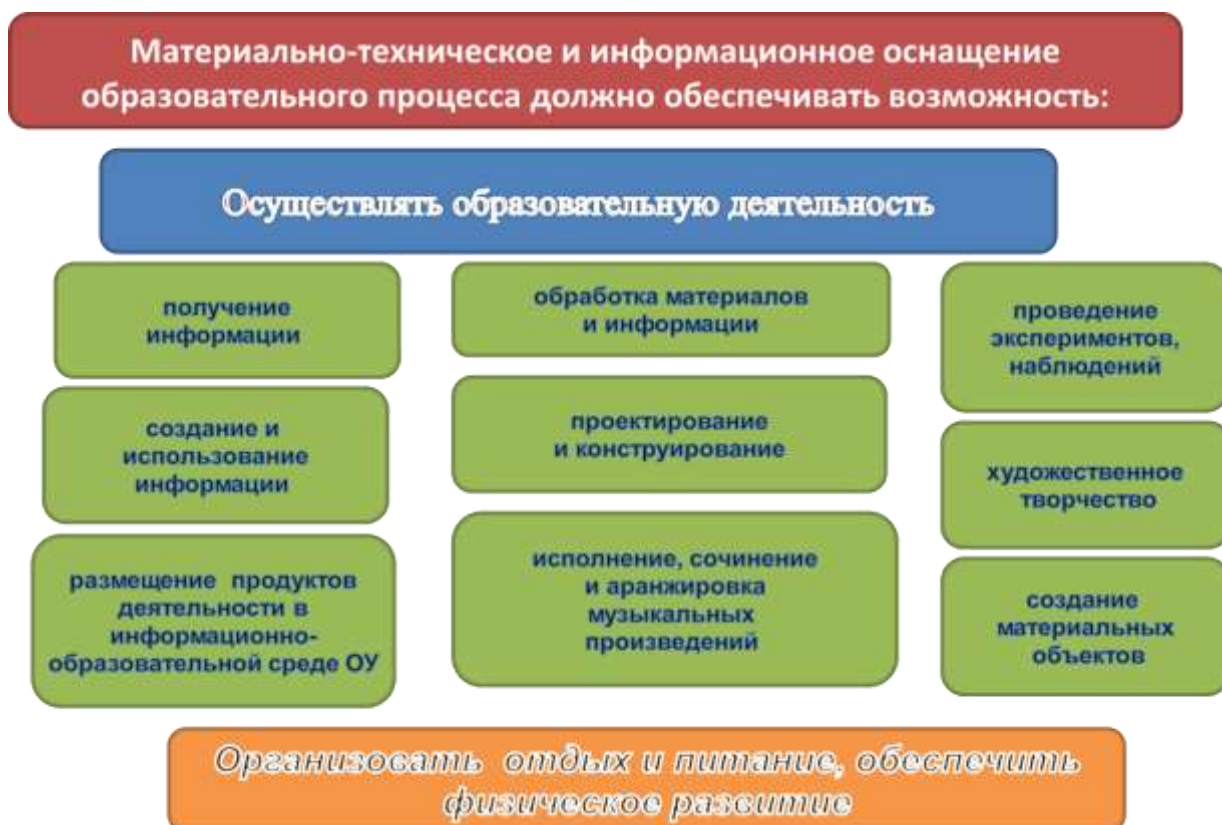 Материально-техническое и информационное оснащение
образовательного процесса должно обеспечивать возможность:
Осуществлять образовательную деятельность
получение
информации
создание и
использование
информации
размещение продуктов
деятельности в
информационно-
образовательной среде ОУ
обработка материалов
и информации
проектирование
и конструирование
исполнение, сочинение
и аранжировка
музыкальных
произведений
проведение
экспериментов,
наблюдений
художественное
творчество
создание
материальных
объектов
Организовать отдых и питание, обеспечить
физическое развитие